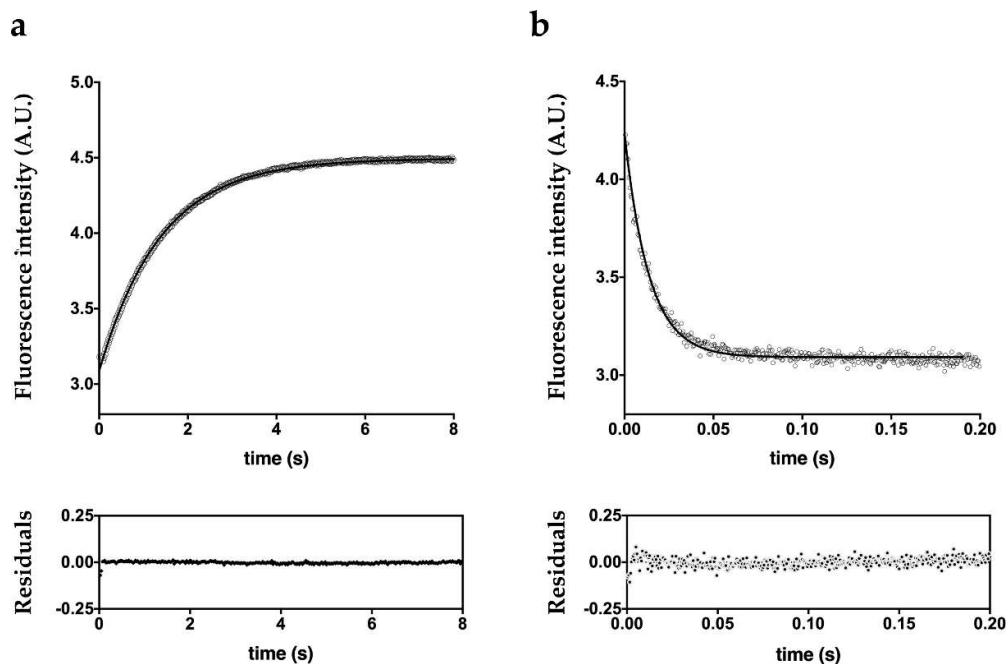 a
Fluorescence intensity (A.U.)
5.0
4.5
4.0
3.5
3.0
0 2 4 6 8
time (s)
Residuals
0.25
0.00
-0.25
0 2 4 6 8
time (s)
b
Fluorescence intensity (A.U.)
4.5
4.0
3.5
3.0
0.00 0.05 0.10 0.15 0.20
time (s)
Residuals
0.25
0.00
-0.25
0.00 0.05 0.10 0.15 0.20
time (s)